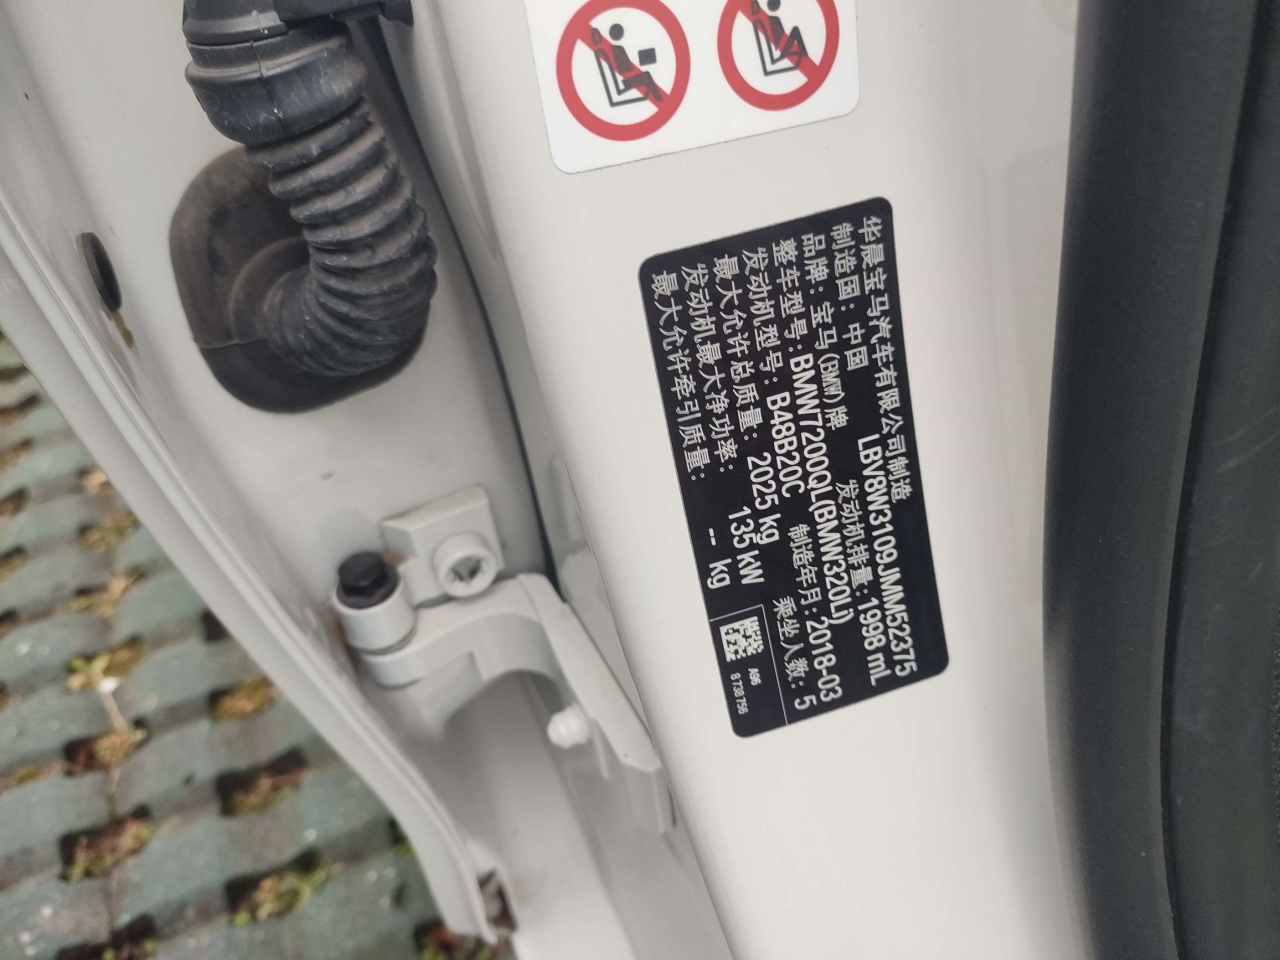 华晨宝马汽车有限公司制造
制造国：中国 LBV8W3109JMM52375
品牌：宝马(BMW)牌 发动机排量：1998 mL
整车型号：BMW7200QL(BMW320Li)
发动机型号：B48B20C 制造年月：2018-03
最大允许总质量：2025 kg 乘坐人数：5
发动机最大净功率：135 kW
最大允许牵引质量：-- kg
A96
8 738 756